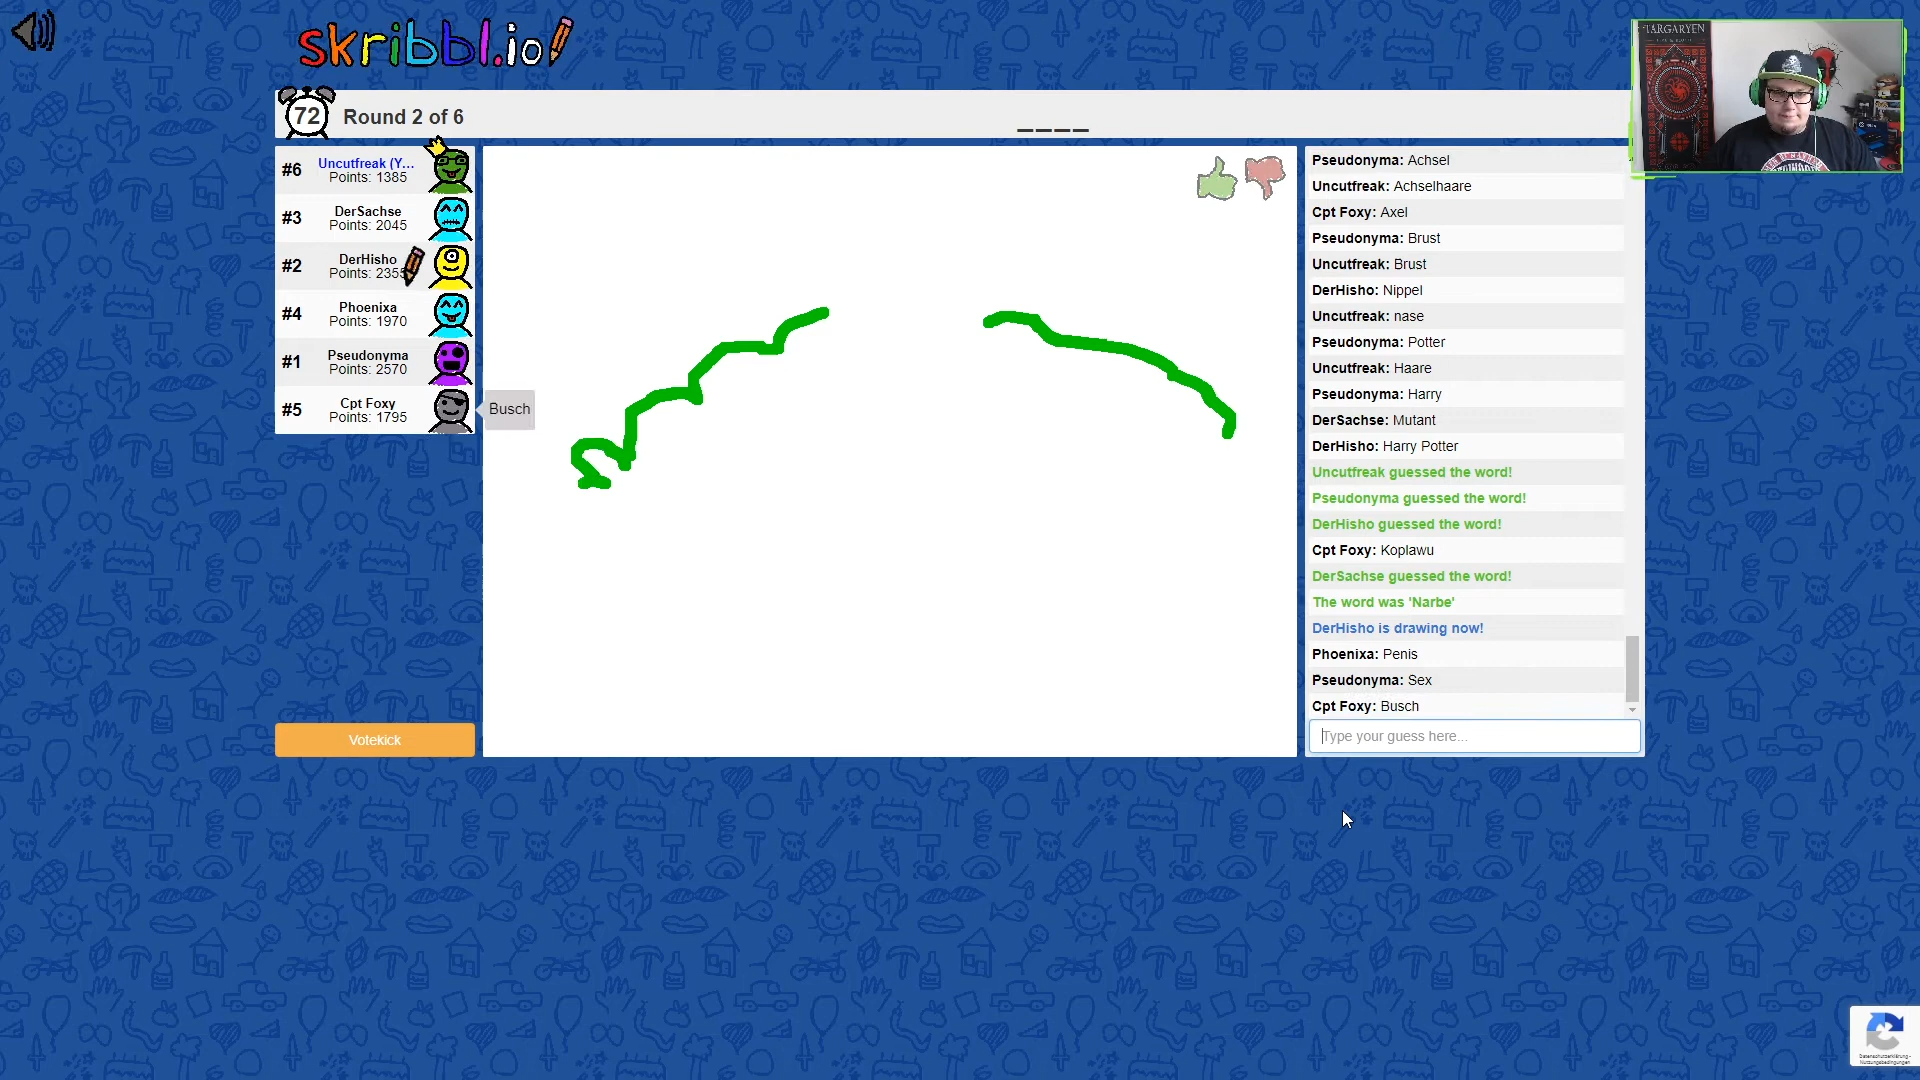 skribbl.io
TARGARYEN
72
Round 2 of 6
____
#6
Uncutfreak (Y...
Points: 1385
#3
DerSachse
Points: 2045
#2
DerHisho
Points: 2355
#4
Phoenixa
Points: 1970
#1
Pseudonyma
Points: 2570
#5
Cpt Foxy
Points: 1795
Busch
Votekick
Pseudonyma: Achsel
Uncutfreak: Achselhaare
Cpt Foxy: Axel
Pseudonyma: Brust
Uncutfreak: Brust
DerHisho: Nippel
Uncutfreak: nase
Pseudonyma: Potter
Uncutfreak: Haare
Pseudonyma: Harry
DerSachse: Mutant
DerHisho: Harry Potter
Uncutfreak guessed the word!
Pseudonyma guessed the word!
DerHisho guessed the word!
Cpt Foxy: Koplawu
DerSachse guessed the word!
The word was 'Narbe'
DerHisho is drawing now!
Phoenixa: Penis
Pseudonyma: Sex
Cpt Foxy: Busch
Type your guess here...
Datenschutzerklärung -
Nutzungsbedingungen